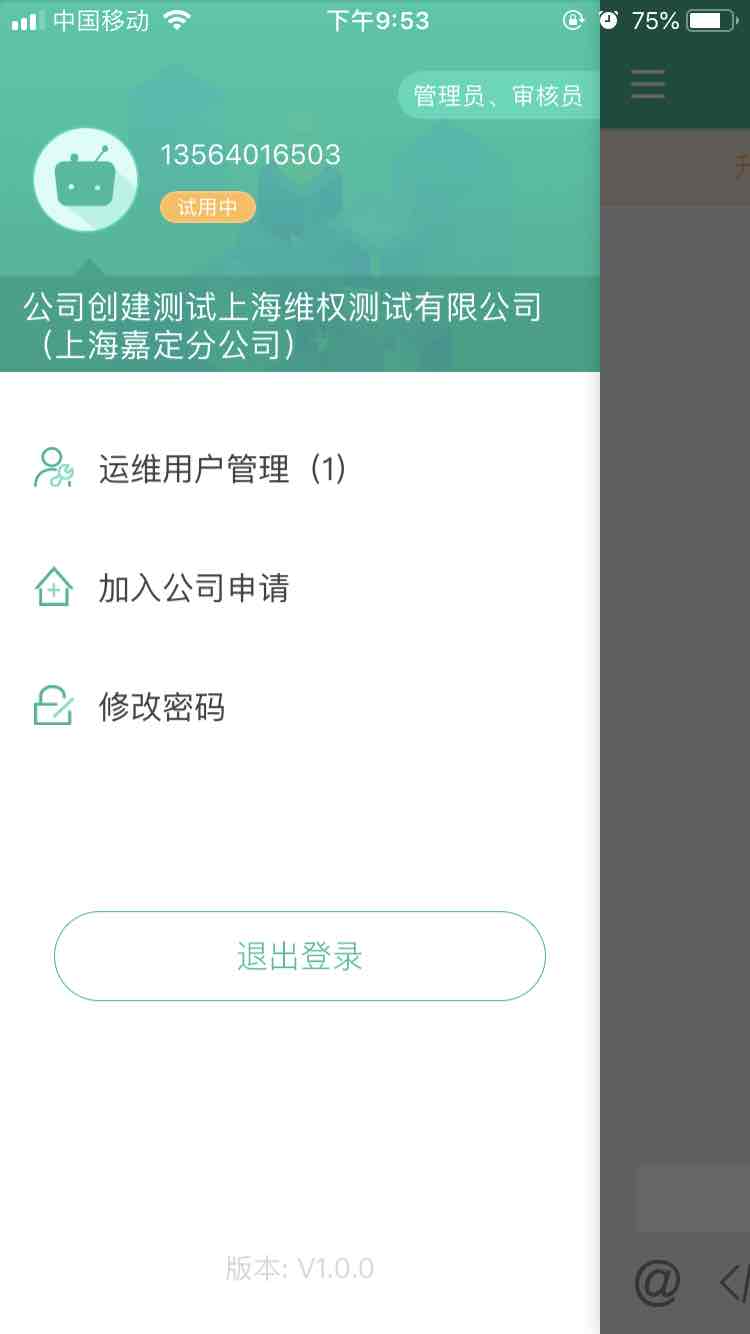 中国移动 下午9:53 75%
管理员、审核员
13564016503
试用中
公司创建测试上海维权测试有限公司
（上海嘉定分公司）
运维用户管理（1）
加入公司申请
修改密码
退出登录
版本: V1.0.0
@